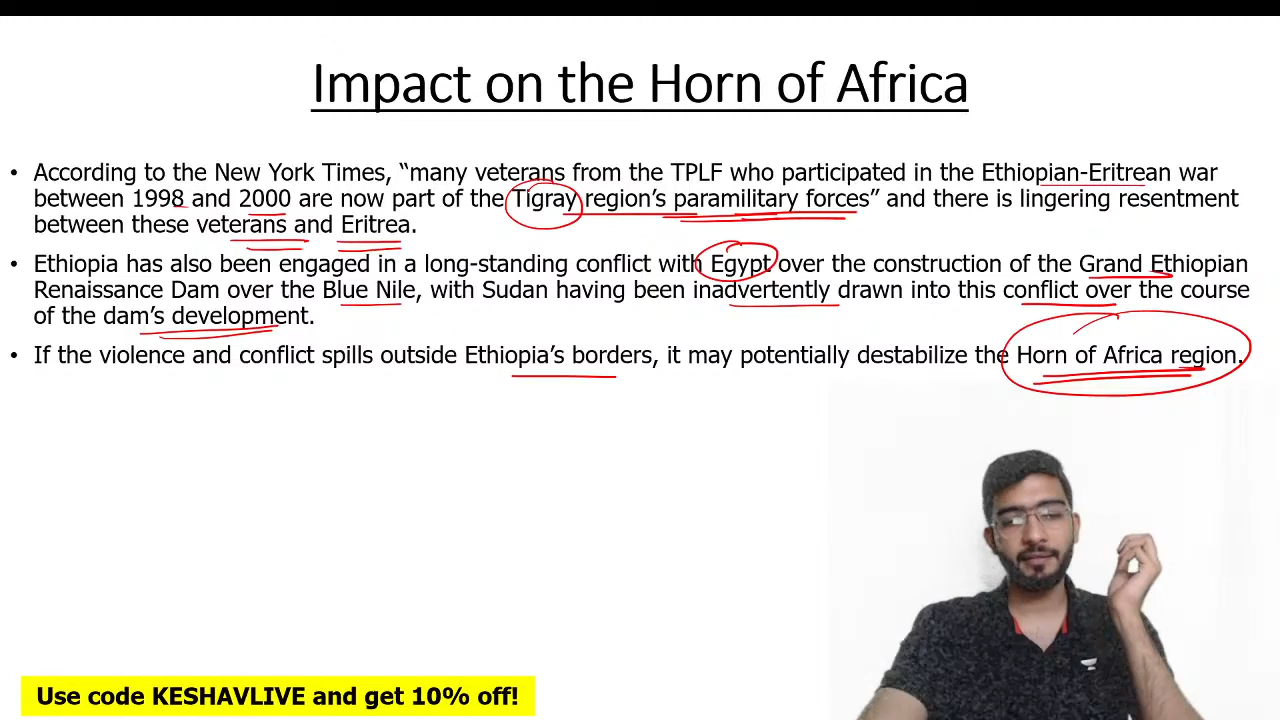 Impact on the Horn of Africa
• According to the New York Times, “many veterans from the TPLF who participated in the Ethiopian-Eritrean war
between 1998 and 2000 are now part of the Tigray region’s paramilitary forces” and there is lingering resentment
between these veterans and Eritrea.
• Ethiopia has also been engaged in a long-standing conflict with Egypt over the construction of the Grand Ethiopian
Renaissance Dam over the Blue Nile, with Sudan having been inadvertently drawn into this conflict over the course
of the dam’s development.
• If the violence and conflict spills outside Ethiopia’s borders, it may potentially destabilize the Horn of Africa region.
Use code KESHAVLIVE and get 10% off!